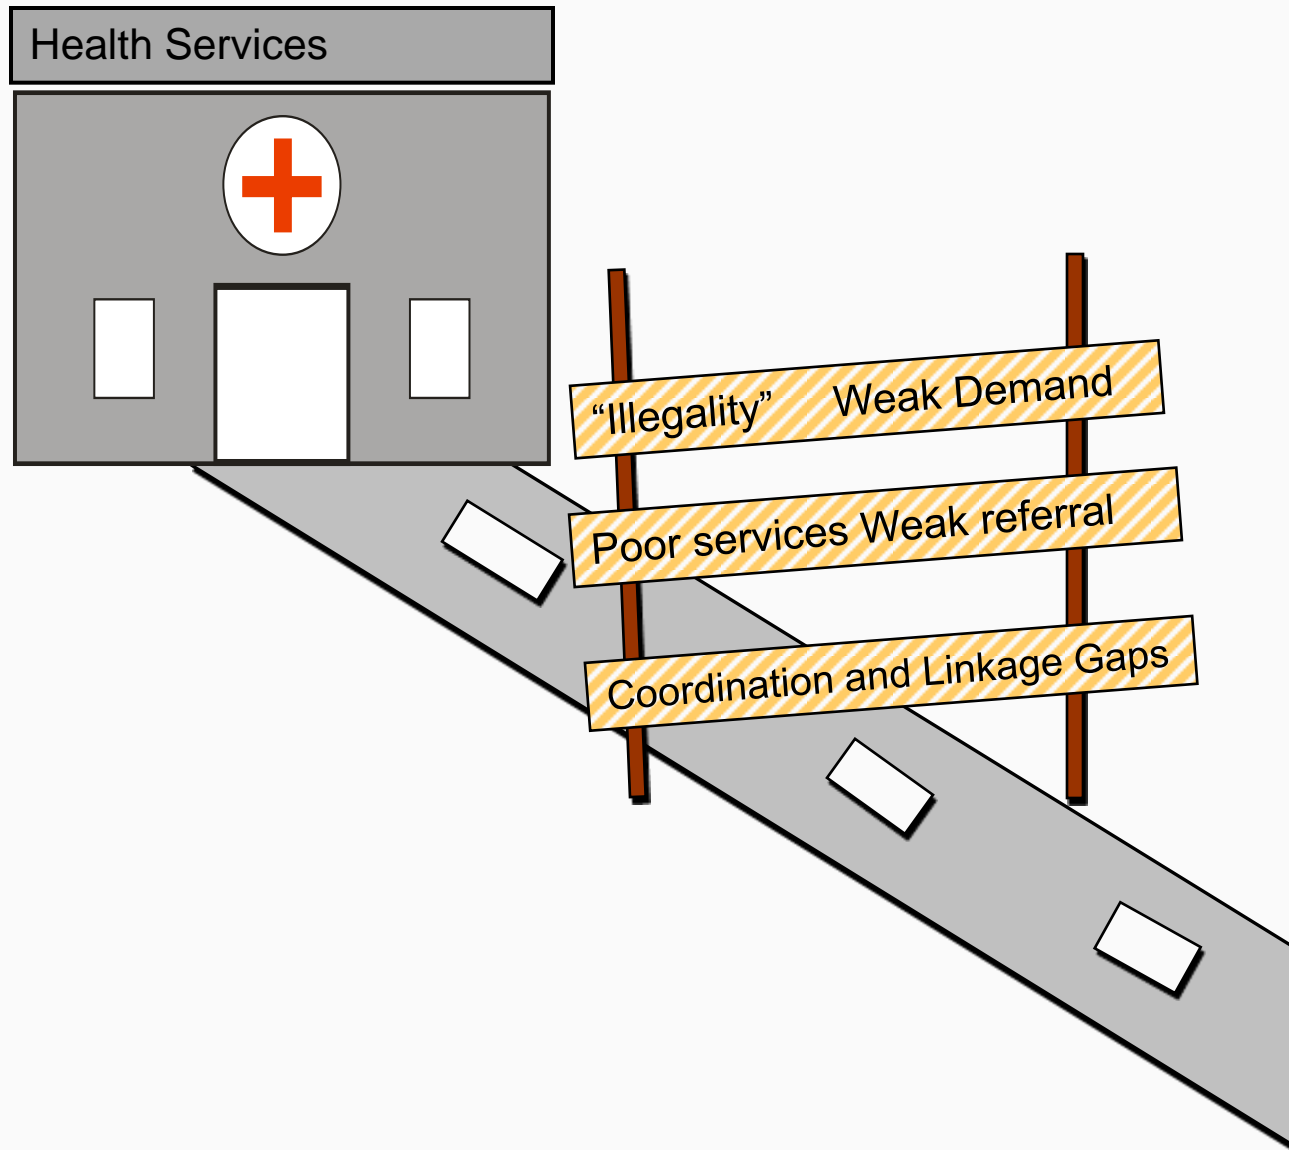 Health Services
“Illegality” Weak Demand
Poor services Weak referral
Coordination and Linkage Gaps